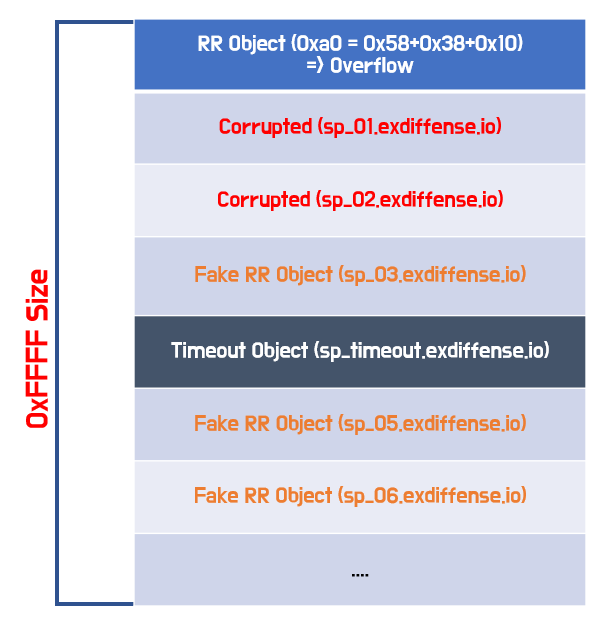 RR Object (0xa0 = 0x58+0x38+0x10)
=> Overflow
Corrupted (sp_01.exdiffense.io)
Corrupted (sp_02.exdiffense.io)
Fake RR Object (sp_03.exdiffense.io)
Timeout Object (sp_timeout.exdiffense.io)
Fake RR Object (sp_05.exdiffense.io)
Fake RR Object (sp_06.exdiffense.io)
....
0xFFFF Size